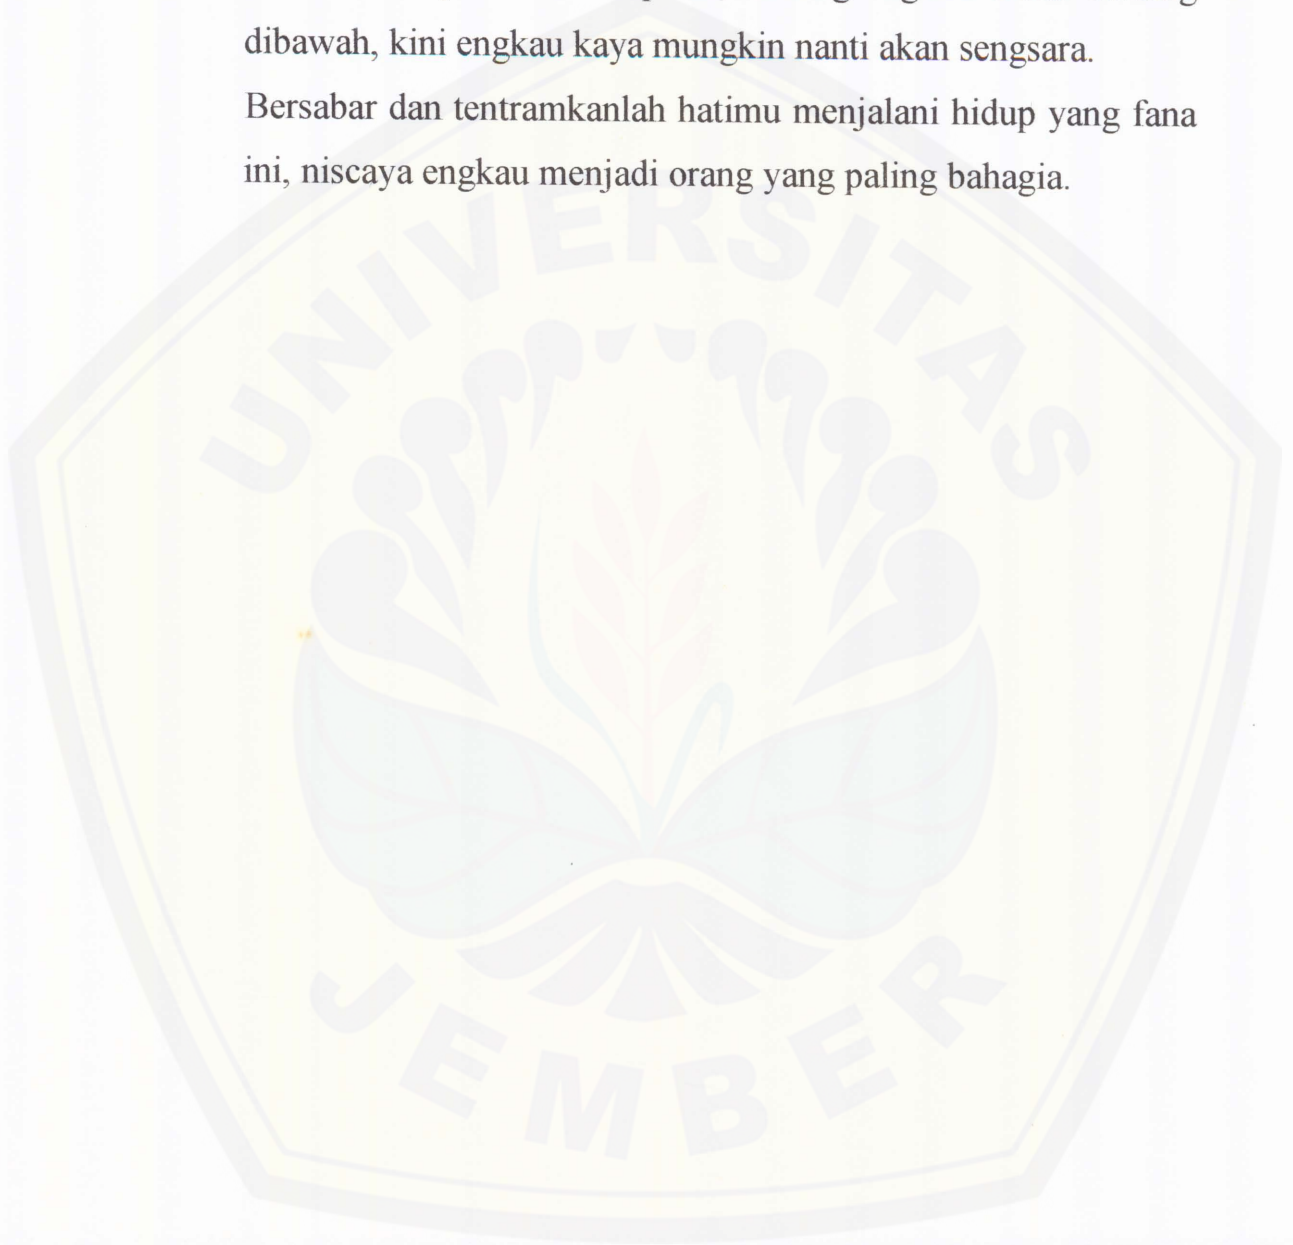 dibawah, kini engkau kaya mungkin nanti akan sengsara.
Bersabar dan tentramkanlah hatimu menjalani hidup yang fana
ini, niscaya engkau menjadi orang yang paling bahagia.
UNIVERSITAS
JEMBER